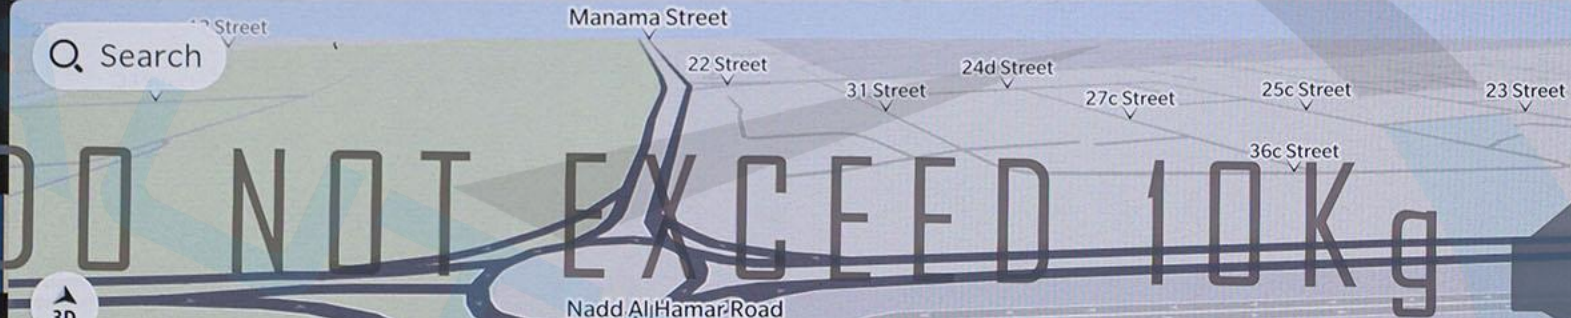 Manama Street
Street
Search
22 Street
24d Street
31 Street
27c Street
25c Street
23 Street
36c Street
DO NOT EXCEED 10Kg
Nadd Al Hamar Road
3D